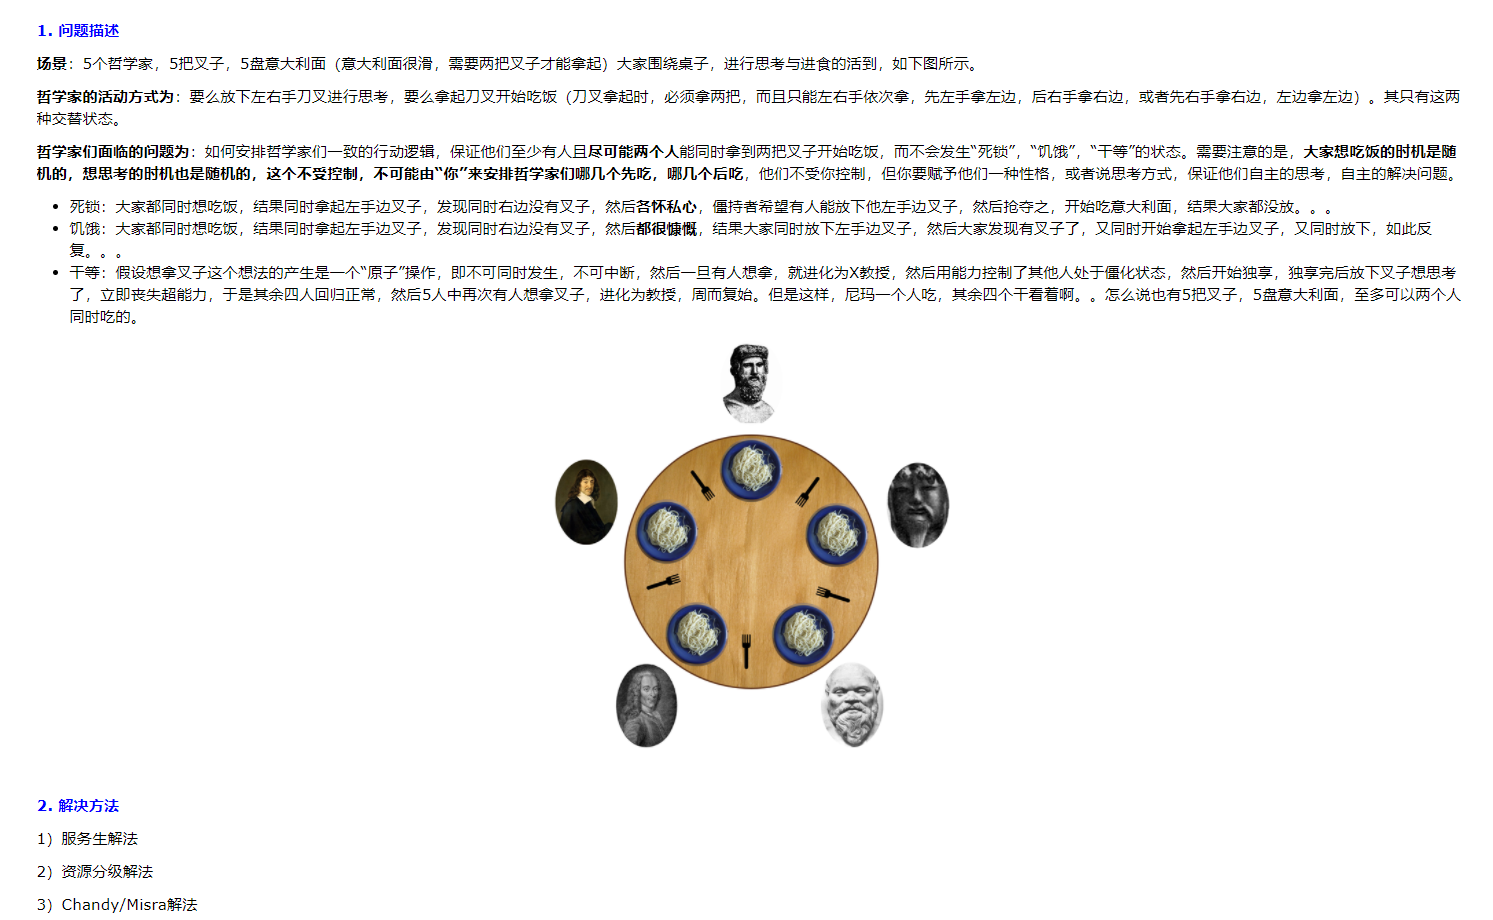 1. 问题描述
场景：5个哲学家，5把叉子，5盘意大利面（意大利面很滑，需要两把叉子才能拿起）大家围绕桌子，进行思考与进食的活到，如下图所示。
哲学家的活动方式为：要么放下左右手刀叉进行思考，要么拿起刀叉开始吃饭（刀叉拿起时，必须拿两把，而且只能左右手依次拿，先左手拿左边，后右手拿右边，或者先右手拿右边，左边拿左边）。其只有这两
种交替状态。
哲学家们面临的问题为：如何安排哲学家们一致的行动逻辑，保证他们至少有人且尽可能两个人能同时拿到两把叉子开始吃饭，而不会发生“死锁”，“饥饿”，“干等”的状态。需要注意的是，大家想吃饭的时机是随
机的，想思考的时机也是随机的，这个不受控制，不可能由“你”来安排哲学家们哪几个先吃，哪几个后吃，他们不受你控制，但你要赋予他们一种性格，或者说思考方式，保证他们自主的思考，自主的解决问题。
• 死锁：大家都同时想吃饭，结果同时拿起左手边叉子，发现同时右边没有叉子，然后各怀私心，僵持者希望有人能放下他左手边叉子，然后抢夺之，开始吃意大利面，结果大家都没放。。。
• 饥饿：大家都同时想吃饭，结果同时拿起左手边叉子，发现同时右边没有叉子，然后都很慷慨，结果大家同时放下左手边叉子，然后大家发现有叉子了，又同时开始拿起左手边叉子，又同时放下，如此反
复。。。
• 干等：假设想拿叉子这个想法的产生是一个“原子”操作，即不可同时发生，不可中断，然后一旦有人想拿，就进化为X教授，然后用能力控制了其他人处于僵化状态，然后开始独享，独享完后放下叉子想思考
了，立即丧失超能力，于是其余四人回归正常，然后5人中再次有人想拿叉子，进化为教授，周而复始。但是这样，尼玛一个人吃，其余四个干看着啊。。怎么说也有5把叉子，5盘意大利面，至多可以两个人
同时吃的。
2. 解决方法
1）服务生解法
2）资源分级解法
3）Chandy/Misra解法